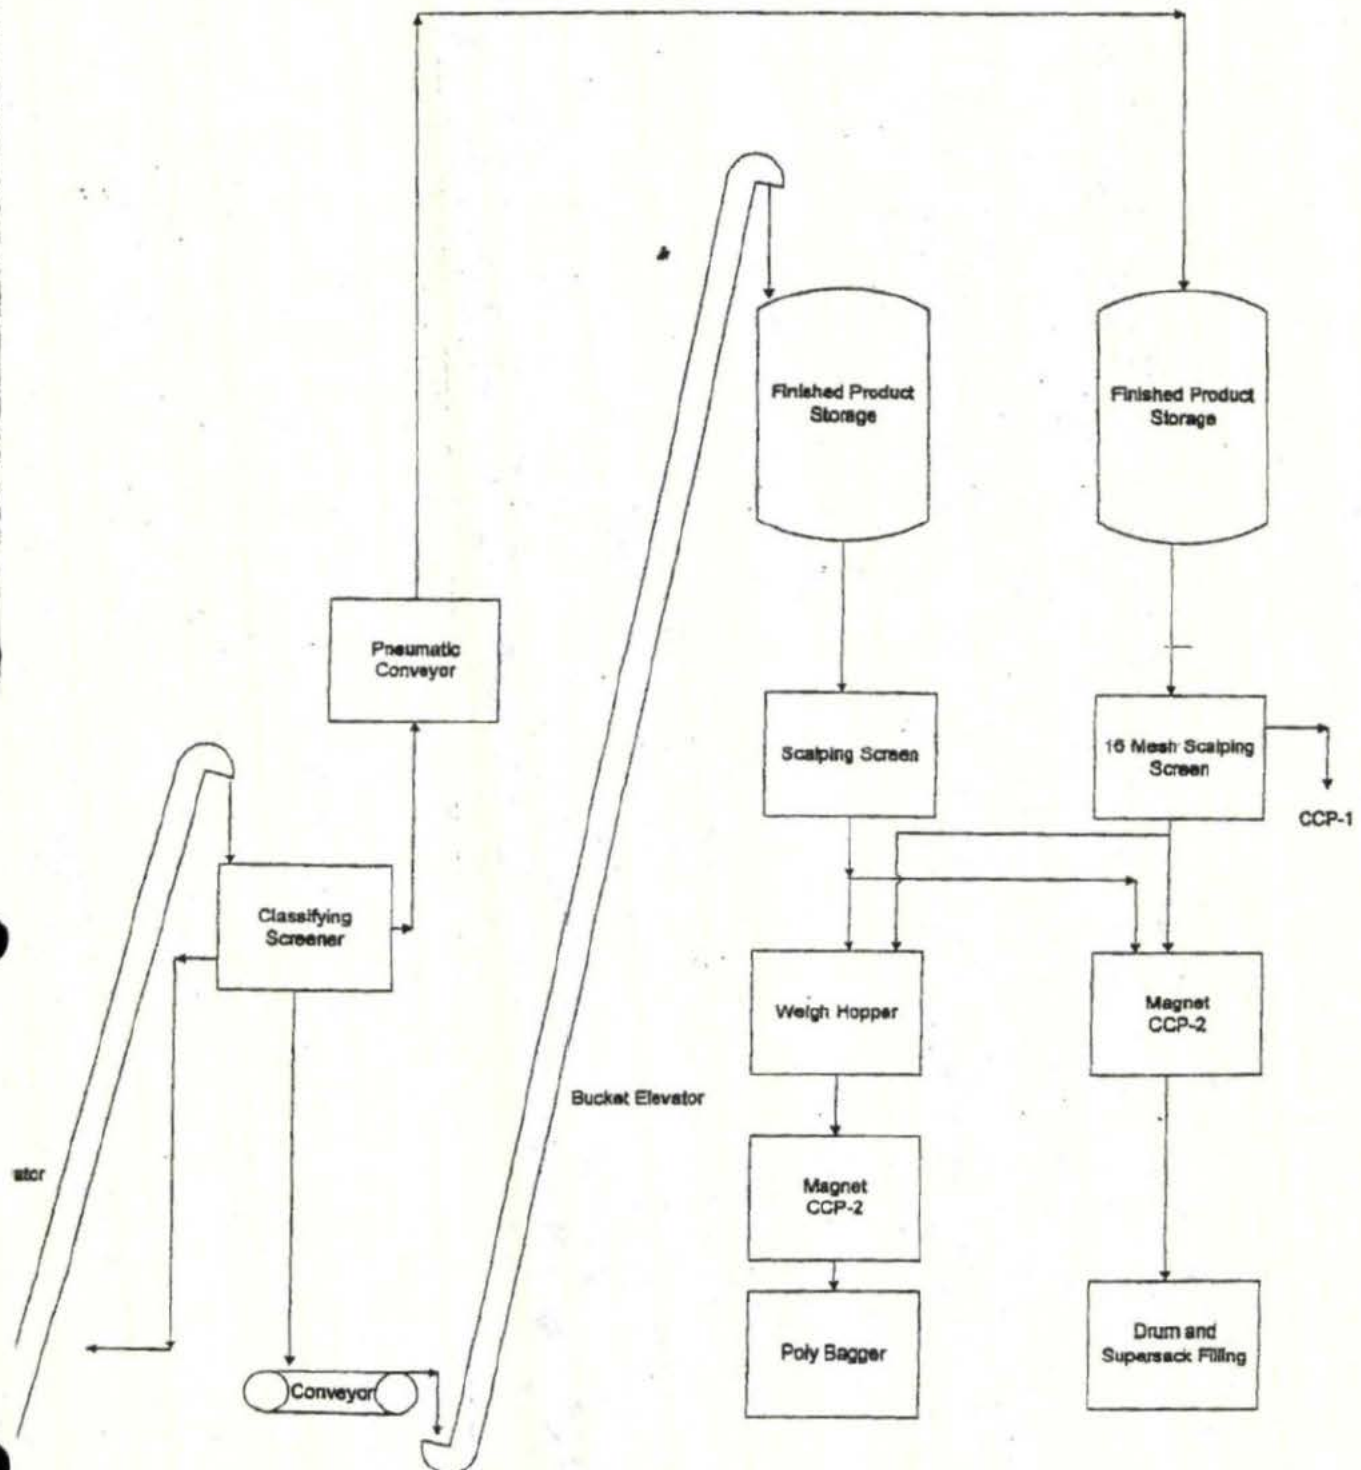 Finished Product
Storage
Finished Product
Storage
Pneumatic
Conveyor
Scalping Screen
16 Mesh Scalping
Screen
CCP-1
Classifying
Screener
Weigh Hopper
Magnet
CCP-2
Bucket Elevator
ator
Magnet
CCP-2
Poly Bagger
Drum and
Supersack Filling
Conveyor